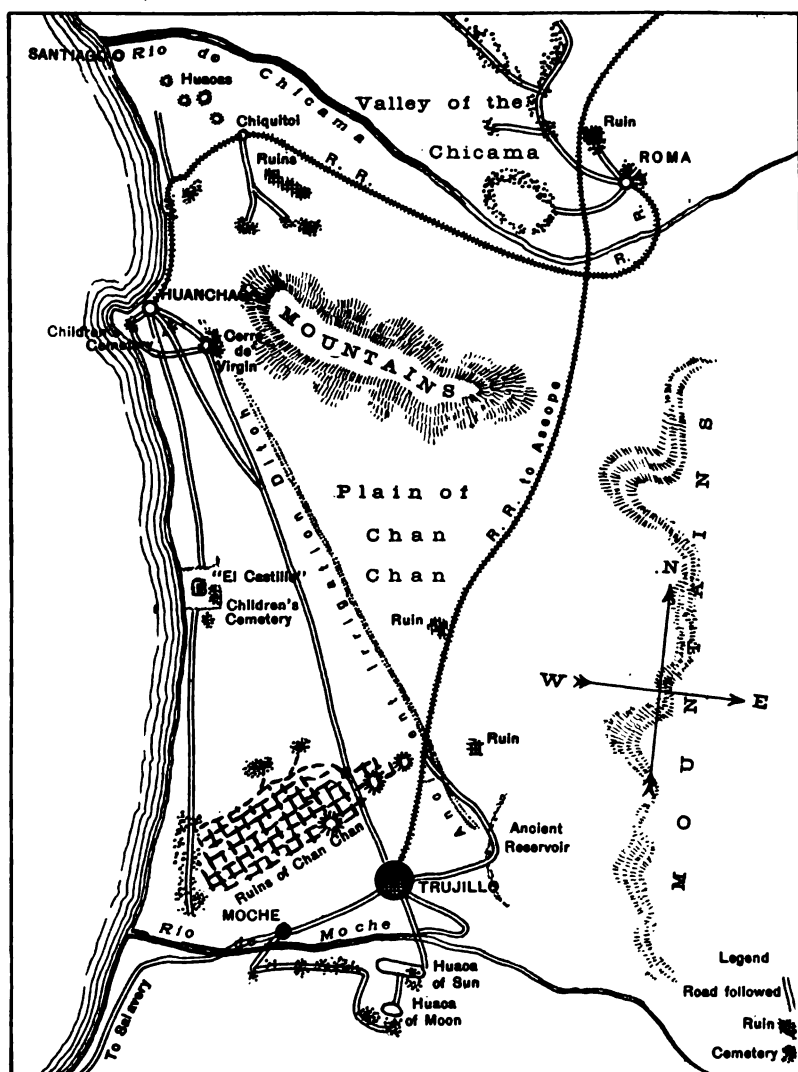 SANTIAGO
Rio de Chicama
Huacas
Valley of the
Chicama
Ruin
ROMA
Chiquitoi
Ruins
R. R.
R. R.
HUANCHACO
Children's
Cemetery
Cerro
de
Virgin
MOUNTAINS
R. R. to Ascope
Plain of
Chan
Chan
Ancient Irrigation Ditch
"El Castillo"
Children's
Cemetery
Ruin
N
W
E
MOUNTAINS
Ruin
Ruins of Chan Chan
Ancient
Reservoir
TRUJILLO
MOCHE
Rio de Moche
Huaca
of Sun
Huaca
of Moon
To Salavery
Legend
Road followed
Ruin
Cemetery